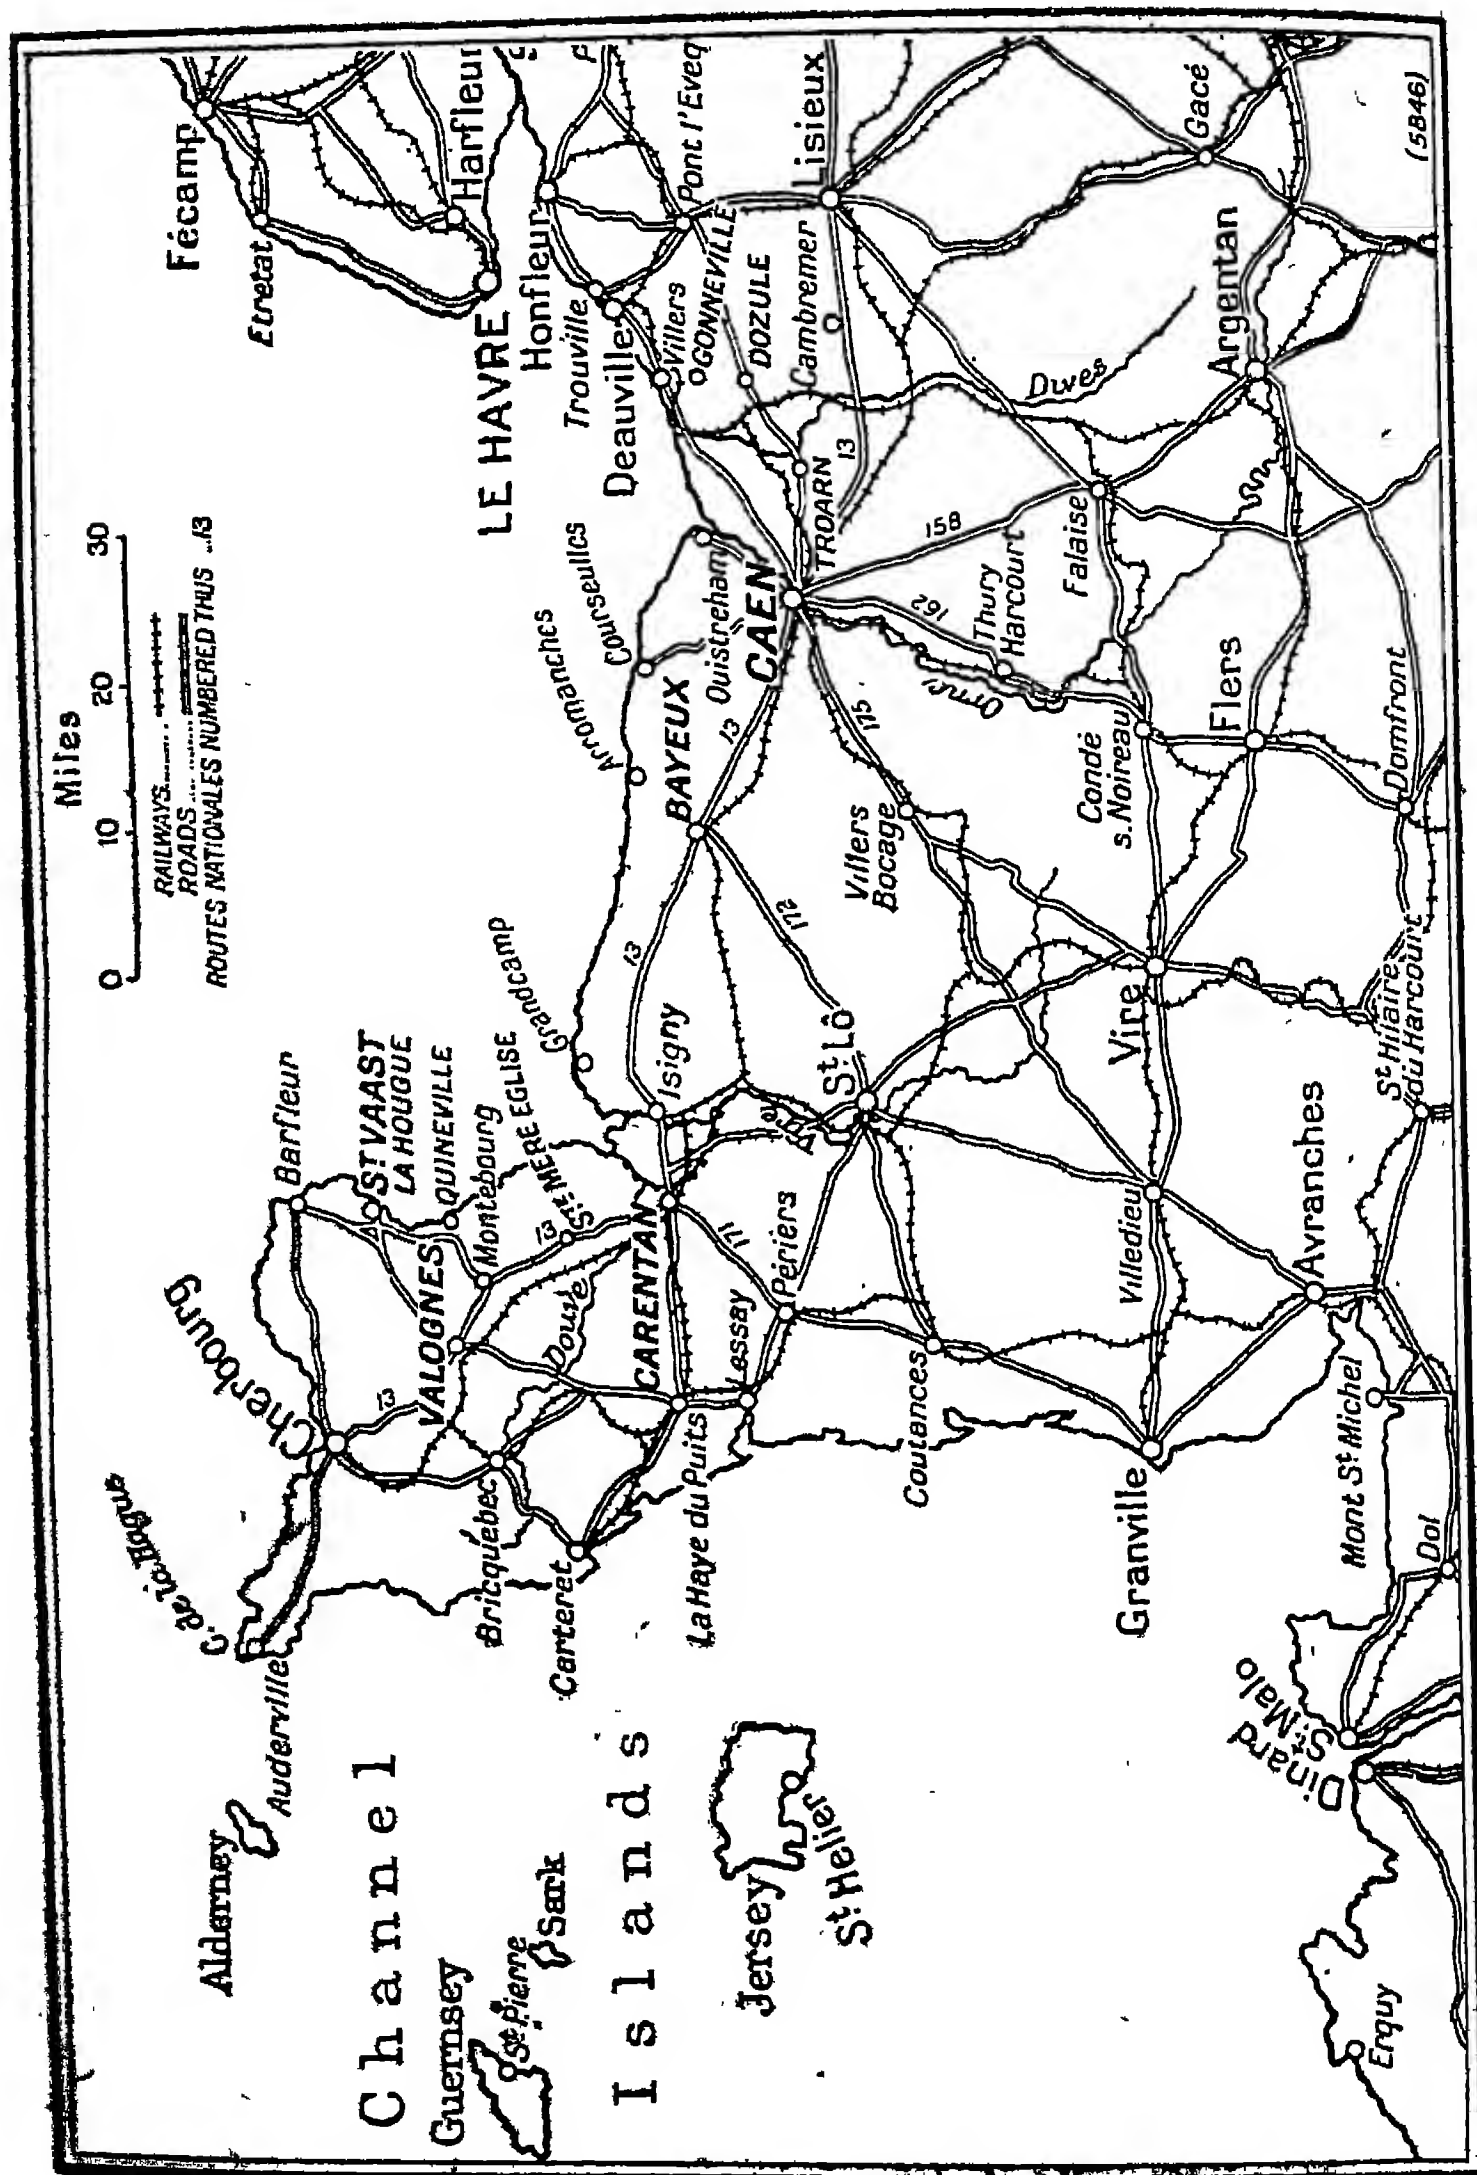 Miles
0 10 20 30
RAILWAYS
ROADS
ROUTES NATIONALES NUMBERED THUS 13
Channel
Islands
Alderney
Auderville
C. de la Hague
Guernsey
St Pierre
Sark
Jersey
St Helier
Cherbourg
Barfleur
St VAAST
LA HOUGUE
QUINEVILLE
Montebourg
Ste MERE EGLISE
VALOGNES
13
13
Douve
Bricquebec
Carteret
CARENTAN
La Haye du Puits
Lessay
171
Périers
Coutances
Granville
Grandcamp
Isigny
13
Vire
St Lô
172
BAYEUX
13
Arromanches
Courseulles
Ouistreham
CAEN
TROARN
13
175
Villers
Bocage
162
158
Thury
Harcourt
Orne
Falaise
Condé
s. Noireau
Flers
Domfront
Vire
Villedieu
Avranches
St Hilaire
du Harcourt
Mont St Michel
Dol
St Malo
Dinard
Erquy
Fécamp
Etretat
Harfleur
LE HAVRE
Honfleur
Trouville
Deauville
Villers
GONNEVILLE
DOZULE
Pont l'Eveq
Cambremer
Lisieux
Dives
Argentan
Gacé
(5846)